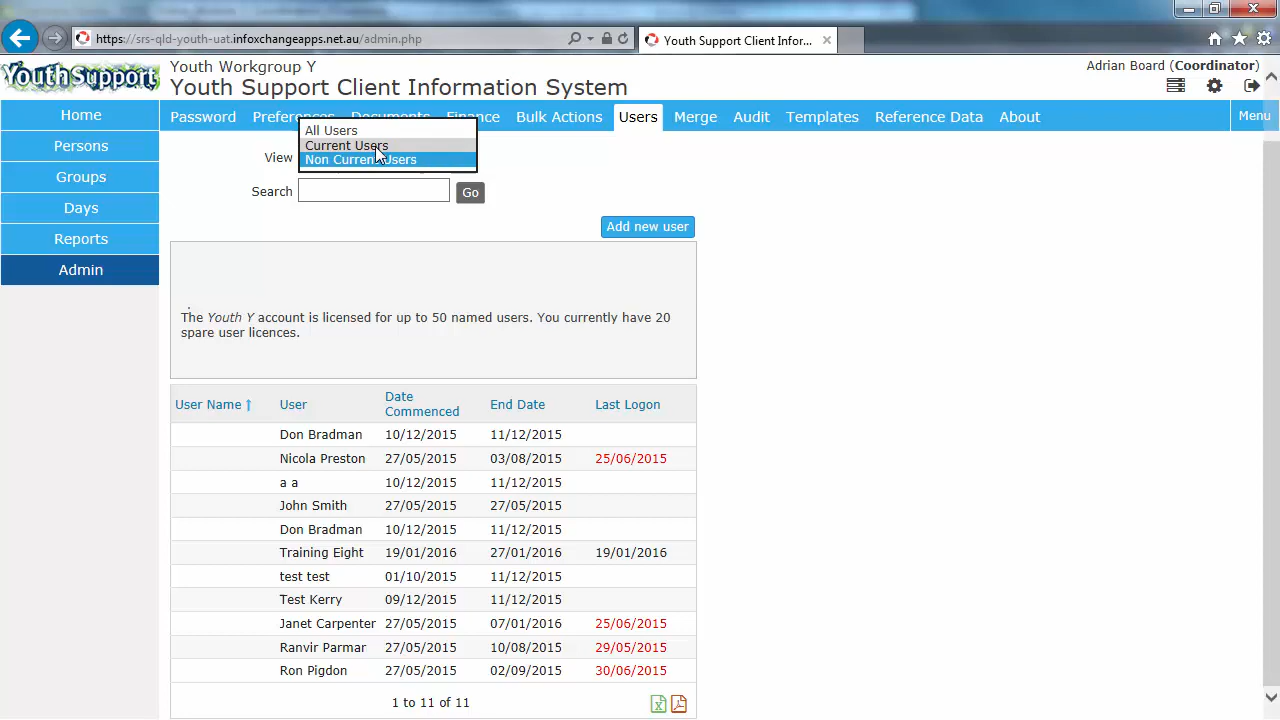 https://srs-qld-youth-uat.infoxchangeapps.net.au/admin.php
Youth Support Client Infor...
YouthSupport
Youth Workgroup Y
Youth Support Client Information System
Adrian Board (Coordinator)
Home
Persons
Groups
Days
Reports
Admin
Password Preferences Documents Finance Bulk Actions Users Merge Audit Templates Reference Data About Menu
View
All Users
Current Users
Non Current Users
Search Go
Add new user
The Youth Y account is licensed for up to 50 named users. You currently have 20
spare user licences.
User Name User Date Commenced End Date Last Logon
Don Bradman 10/12/2015 11/12/2015
Nicola Preston 27/05/2015 03/08/2015 25/06/2015
a a 10/12/2015 11/12/2015
John Smith 27/05/2015 27/05/2015
Don Bradman 10/12/2015 11/12/2015
Training Eight 19/01/2016 27/01/2016 19/01/2016
test test 01/10/2015 11/12/2015
Test Kerry 09/12/2015 11/12/2015
Janet Carpenter 27/05/2015 07/01/2016 25/06/2015
Ranvir Parmar 27/05/2015 10/08/2015 29/05/2015
Ron Pigdon 27/05/2015 02/09/2015 30/06/2015
1 to 11 of 11